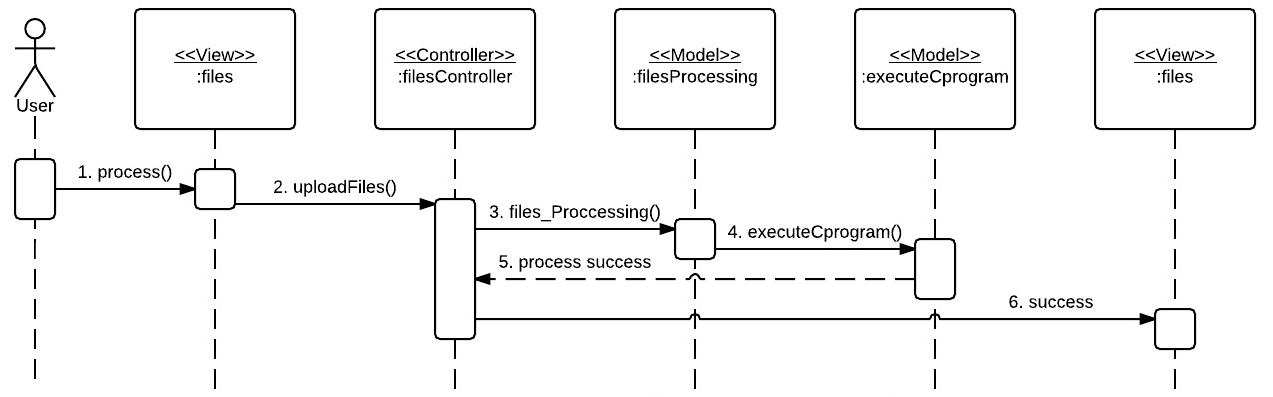 <<View>>
:files
<<Controller>>
:filesController
<<Model>>
:filesProcessing
<<Model>>
:executeCprogram
<<View>>
:files
User
1. process()
2. uploadFiles()
3. files_Proccessing()
4. executeCprogram()
5. process success
6. success